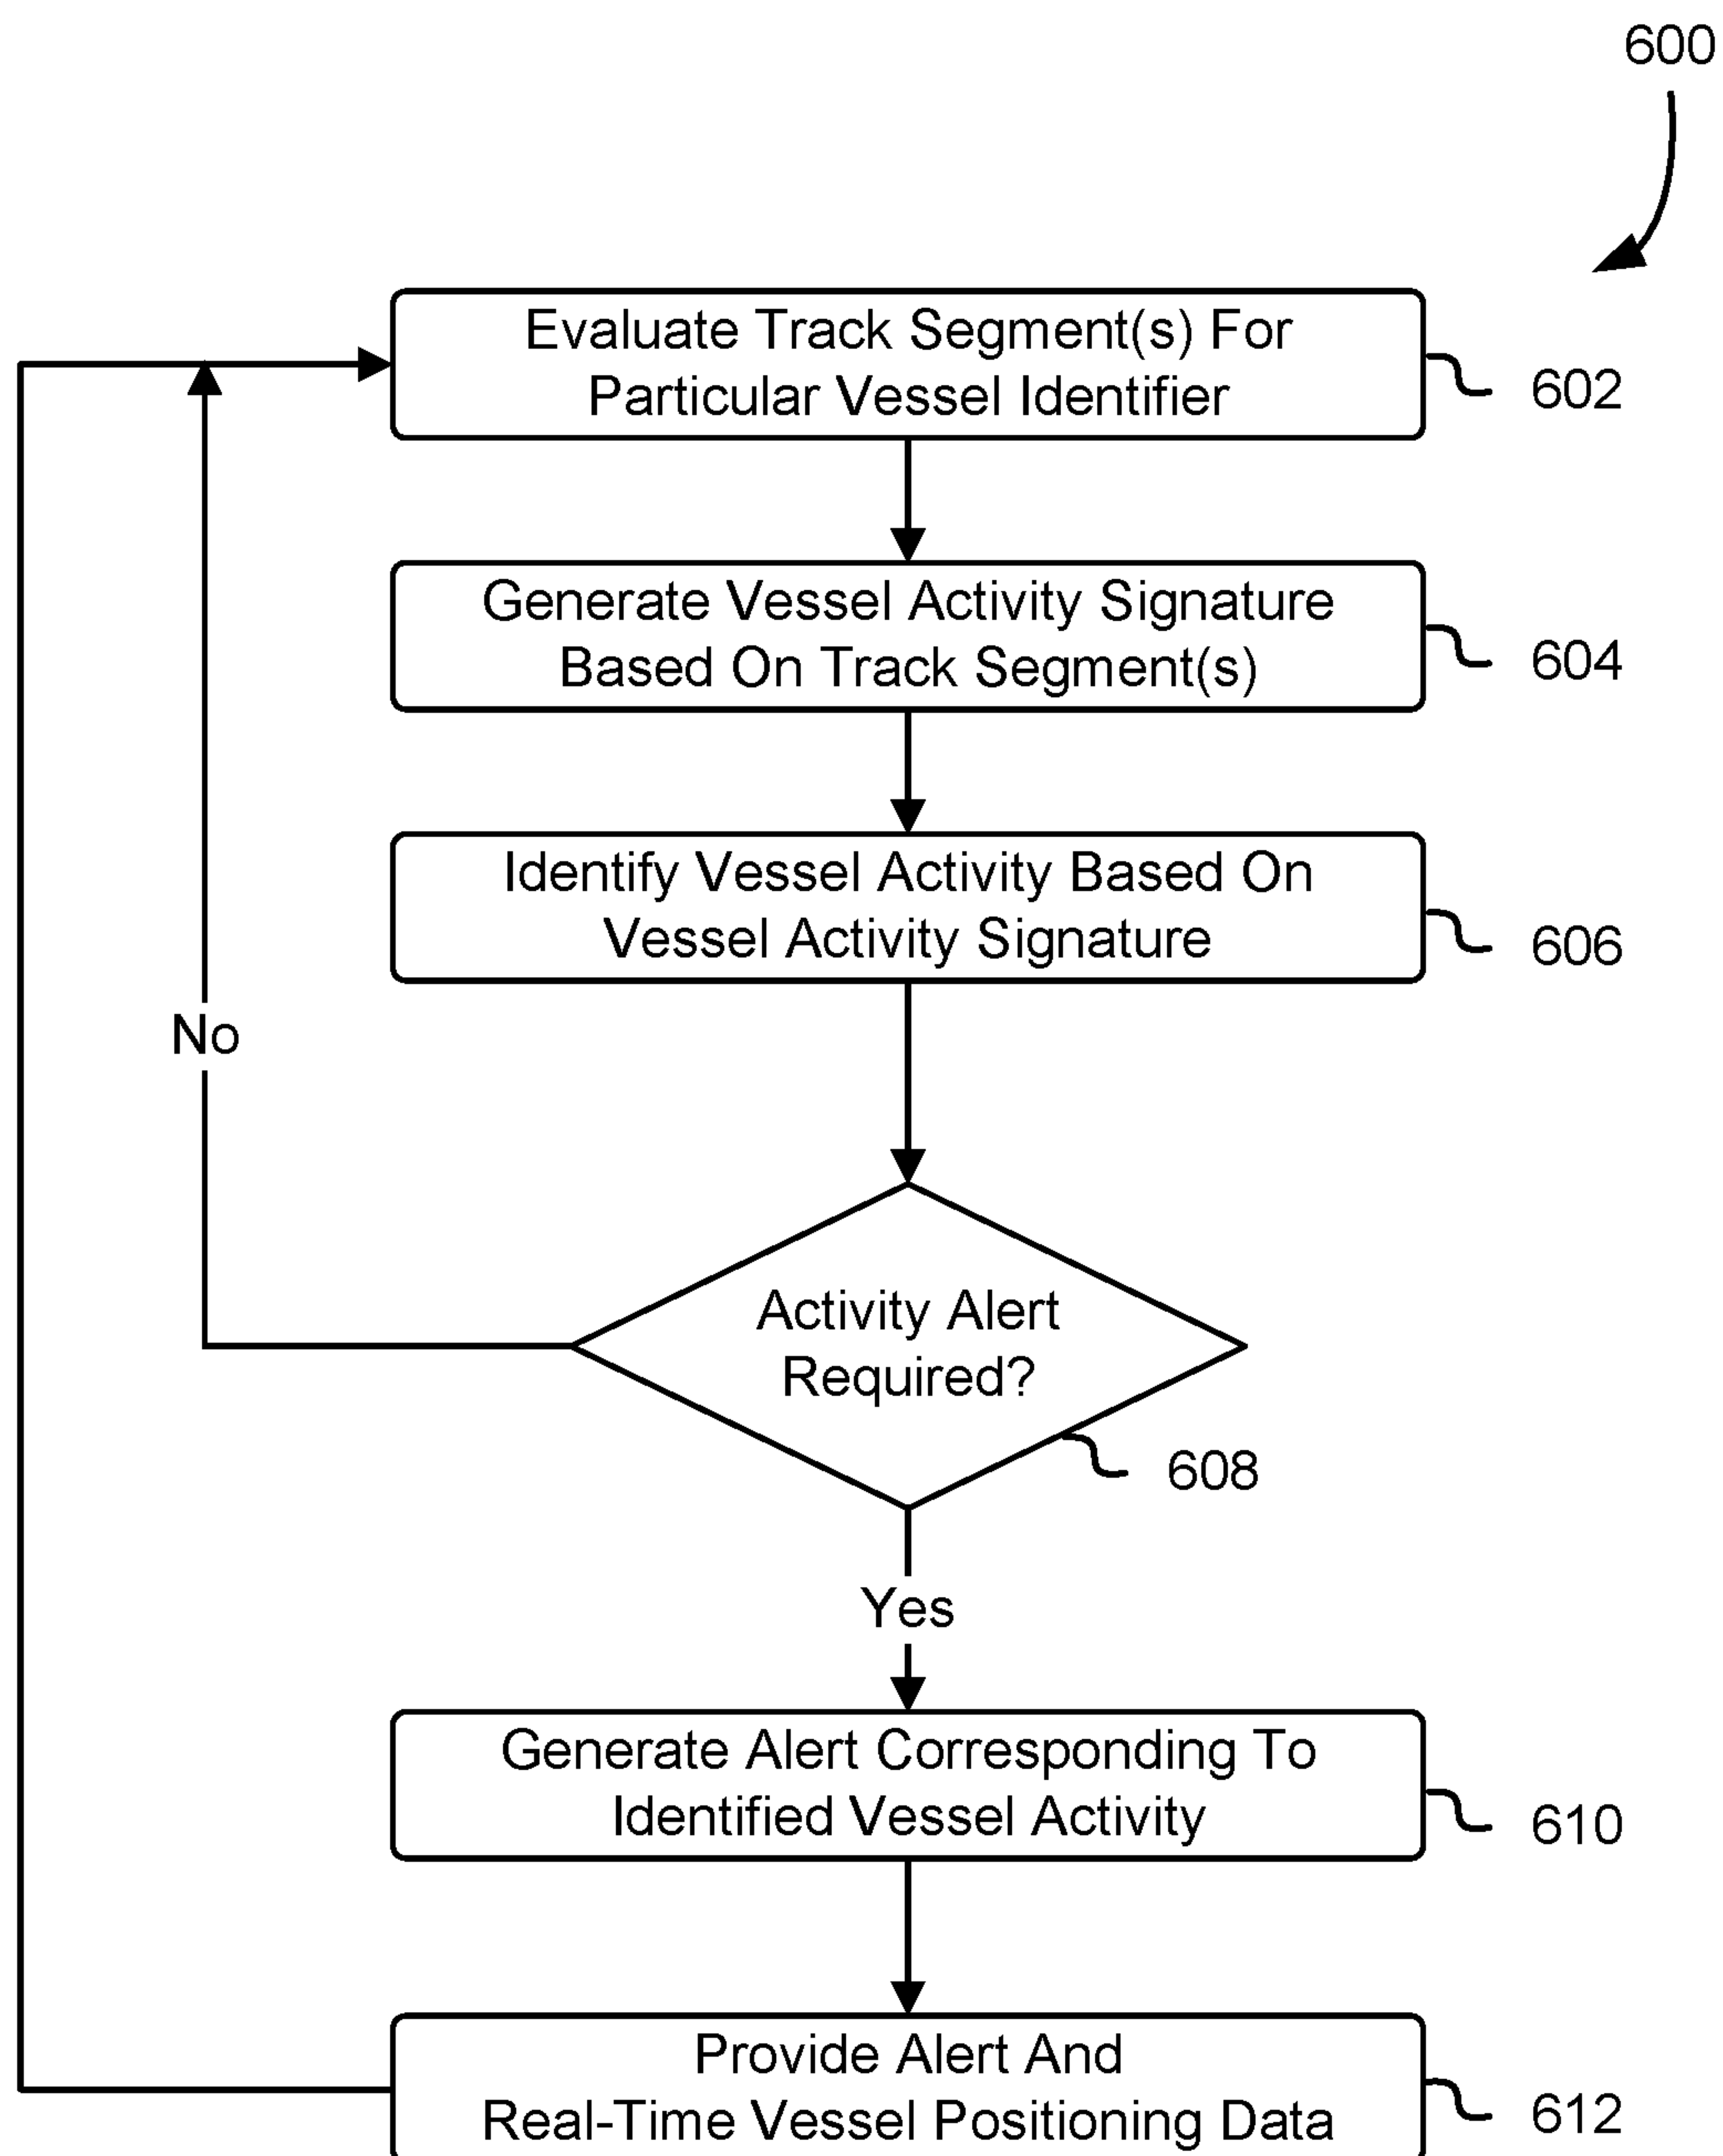 600
Evaluate Track Segment(s) For
Particular Vessel Identifier
602
Generate Vessel Activity Signature
Based On Track Segment(s)
604
Identify Vessel Activity Based On
Vessel Activity Signature
606
No
Activity Alert
Required?
608
Yes
Generate Alert Corresponding To
Identified Vessel Activity
610
Provide Alert And
Real-Time Vessel Positioning Data
612